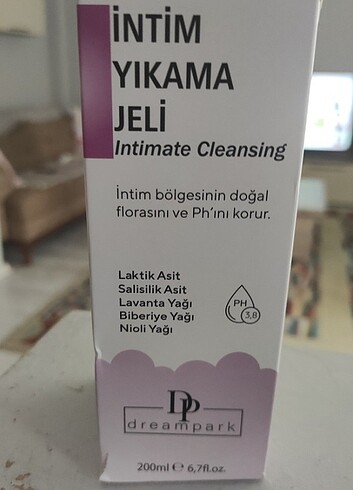 İNTİM
YIKAMA
JELİ
Intimate Cleansing
İntim bölgesinin doğal
florasını ve Ph'ını korur.
Laktik Asit
Salisilik Asit
Lavanta Yağı
Biberiye Yağı
Nioli Yağı
PH
3,8
DP
dreampark
200ml ℮ 6,7fl.oz.